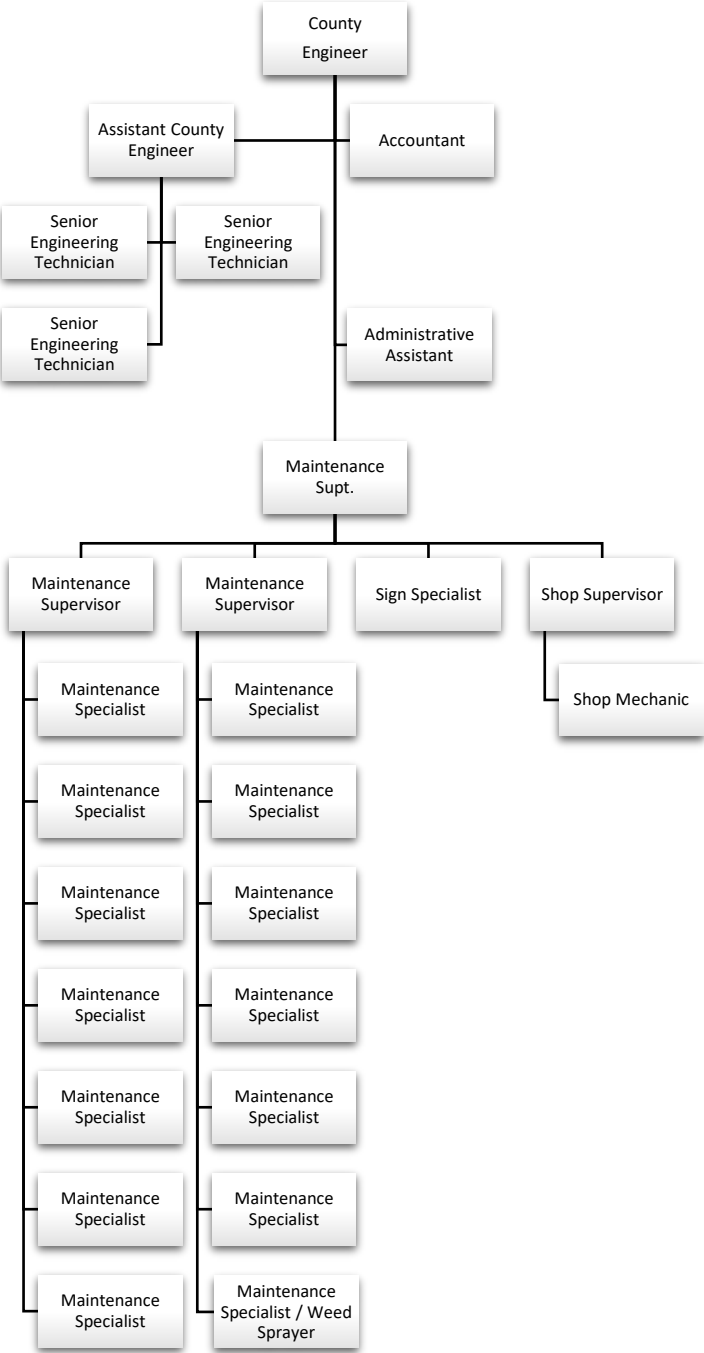 County
Engineer
Assistant County
Engineer
Accountant
Senior
Engineering
Technician
Senior
Engineering
Technician
Senior
Engineering
Technician
Administrative
Assistant
Maintenance
Supt.
Maintenance
Supervisor
Maintenance
Supervisor
Sign Specialist
Shop Supervisor
Maintenance
Specialist
Maintenance
Specialist
Shop Mechanic
Maintenance
Specialist
Maintenance
Specialist
Maintenance
Specialist
Maintenance
Specialist
Maintenance
Specialist
Maintenance
Specialist
Maintenance
Specialist
Maintenance
Specialist
Maintenance
Specialist
Maintenance
Specialist
Maintenance
Specialist
Maintenance
Specialist / Weed
Sprayer